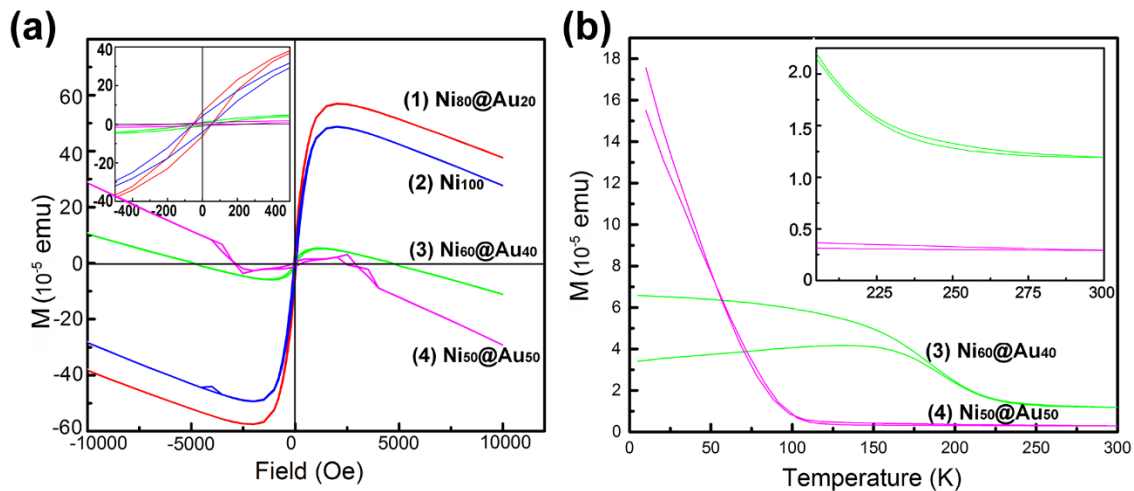 (a)
40
20
0
-20
-40
-400 -200 0 200 400
60
40
20
0
-20
-40
-60
M (10⁻⁵ emu)
(1) Ni₈₀@Au₂₀
(2) Ni₁₀₀
(3) Ni₆₀@Au₄₀
(4) Ni₅₀@Au₅₀
-10000 -5000 0 5000 10000
Field (Oe)
(b)
18
16
14
12
10
8
6
4
2
0
M (10⁻⁵ emu)
2.0
1.5
1.0
0.5
0.0
225 250 275 300
(3) Ni₆₀@Au₄₀
(4) Ni₅₀@Au₅₀
0 50 100 150 200 250 300
Temperature (K)